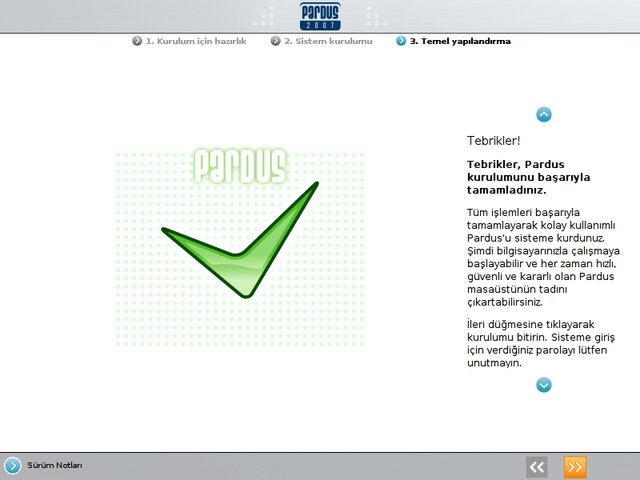 PARDUS
2007
1. Kurulum için hazırlık
2. Sistem kurulumu
3. Temel yapılandırma
PARDUS
Tebrikler!
Tebrikler, Pardus
kurulumunu başarıyla
tamamladınız.
Tüm işlemleri başarıyla
tamamlayarak kolay kullanımlı
Pardus'u sisteme kurdunuz.
Şimdi bilgisayarınızla çalışmaya
başlayabilir ve her zaman hızlı,
güvenli ve kararlı olan Pardus
masaüstünün tadını
çıkartabilirsiniz.
İleri düğmesine tıklayarak
kurulumu bitirin. Sisteme giriş
için verdiğiniz parolayı lütfen
unutmayın.
Sürüm Notları